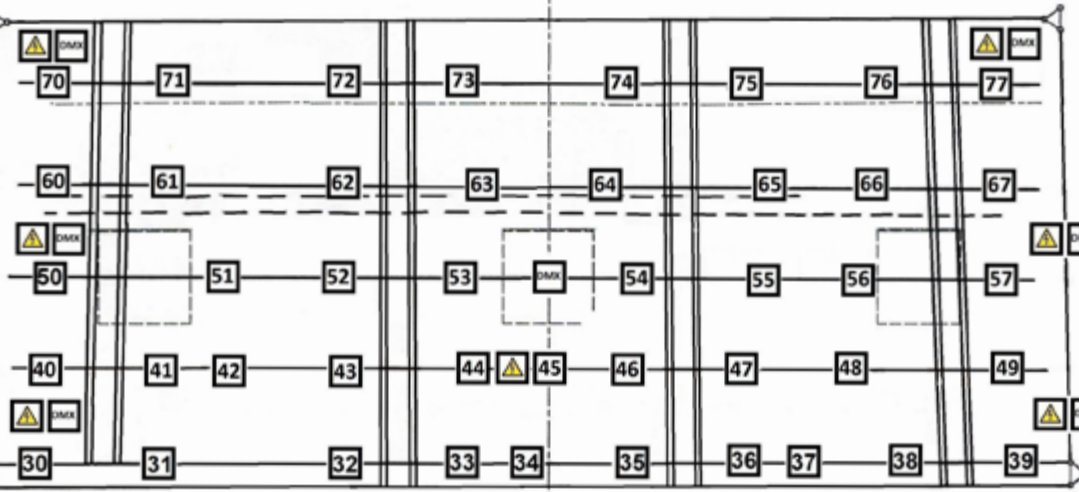 DMX DMX
70 71 72 73 74 75 76 77
60 61 62 63 64 65 66 67
DMX
50 51 52 53 DMX 54 55 56 57
40 41 42 43 44 45 46 47 48 49
DMX
30 31 32 33 34 35 36 37 38 39